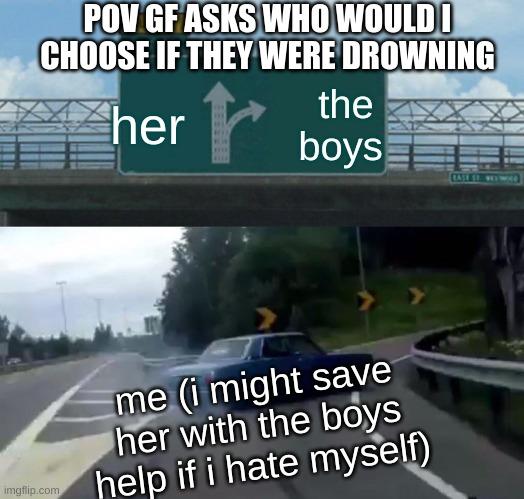 POV GF ASKS WHO WOULD I
CHOOSE IF THEY WERE DROWNING
her
the
boys
me (i might save
her with the boys
help if i hate myself)
imgflip.com